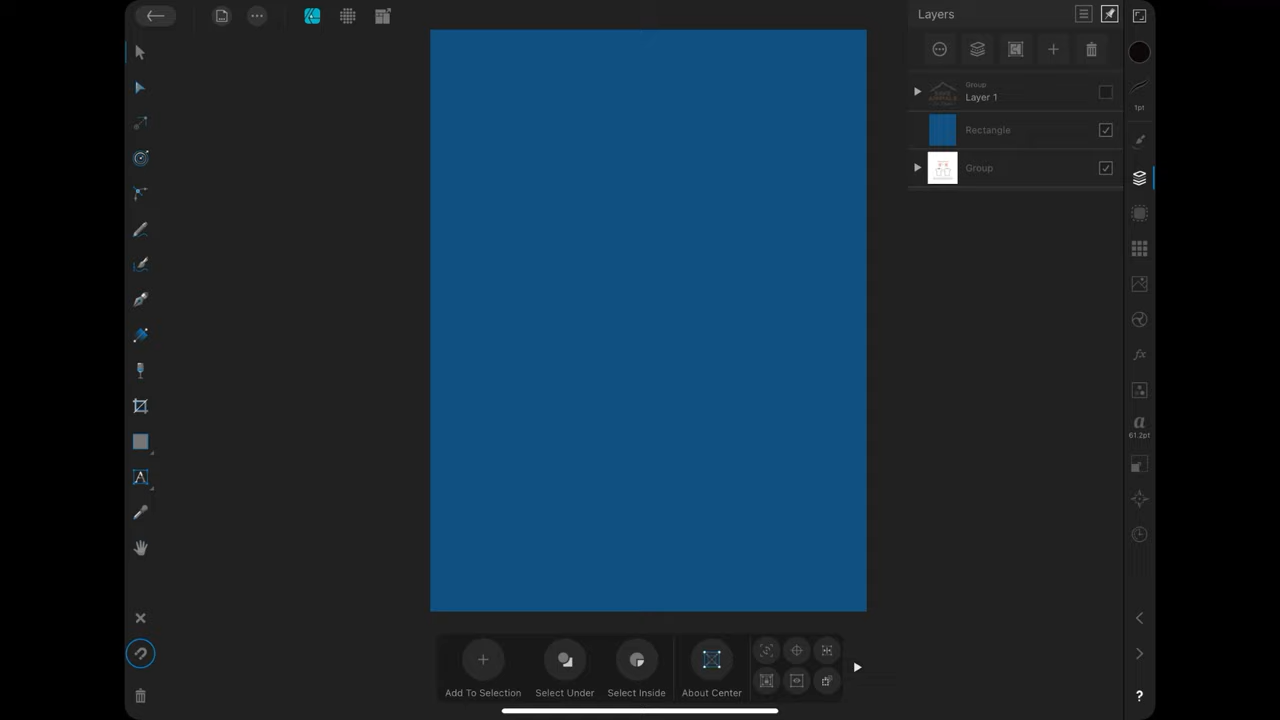 Layers
Group
Layer 1
1pt
Rectangle
Group
61.2pt
Add To Selection
Select Under
Select Inside
About Center
?